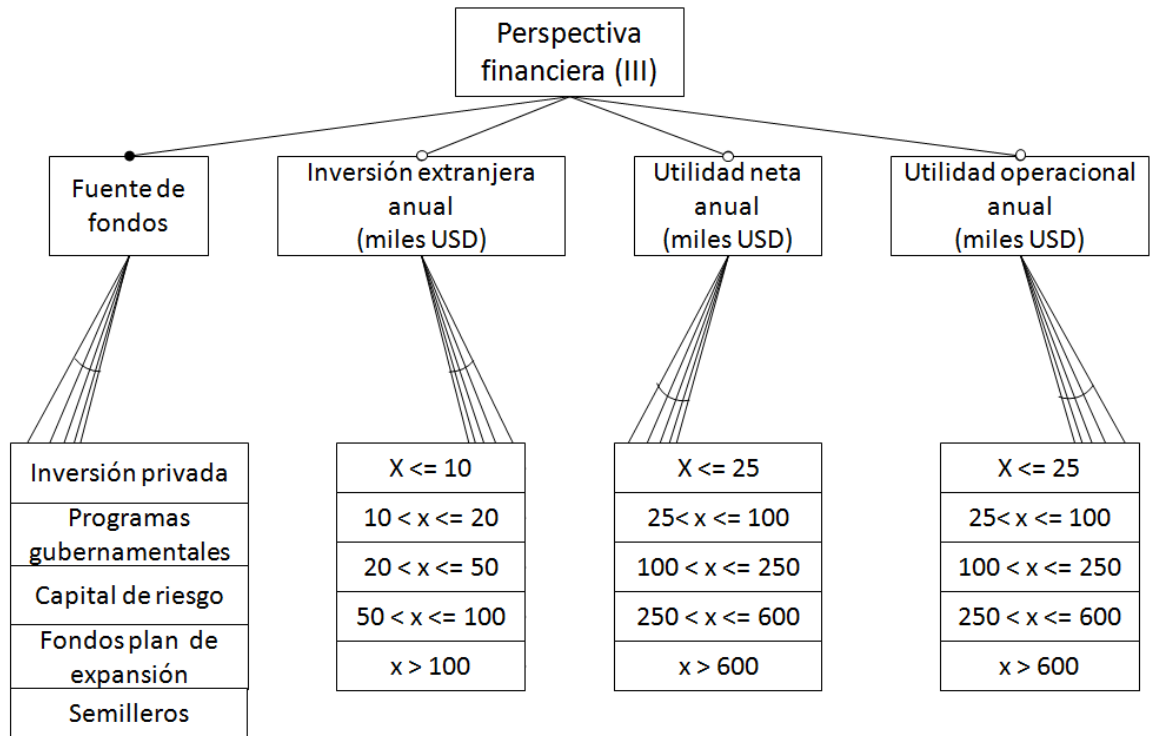 Perspectiva
financiera (III)
Fuente de
fondos
Inversión extranjera
anual
(miles USD)
Utilidad neta
anual
(miles USD)
Utilidad operacional
anual
(miles USD)
Inversión privada
Programas
gubernamentales
Capital de riesgo
Fondos plan de
expansión
Semilleros
X <= 10
10 < x <= 20
20 < x <= 50
50 < x <= 100
x > 100
X <= 25
25< x <= 100
100 < x <= 250
250 < x <= 600
x > 600
X <= 25
25< x <= 100
100 < x <= 250
250 < x <= 600
x > 600